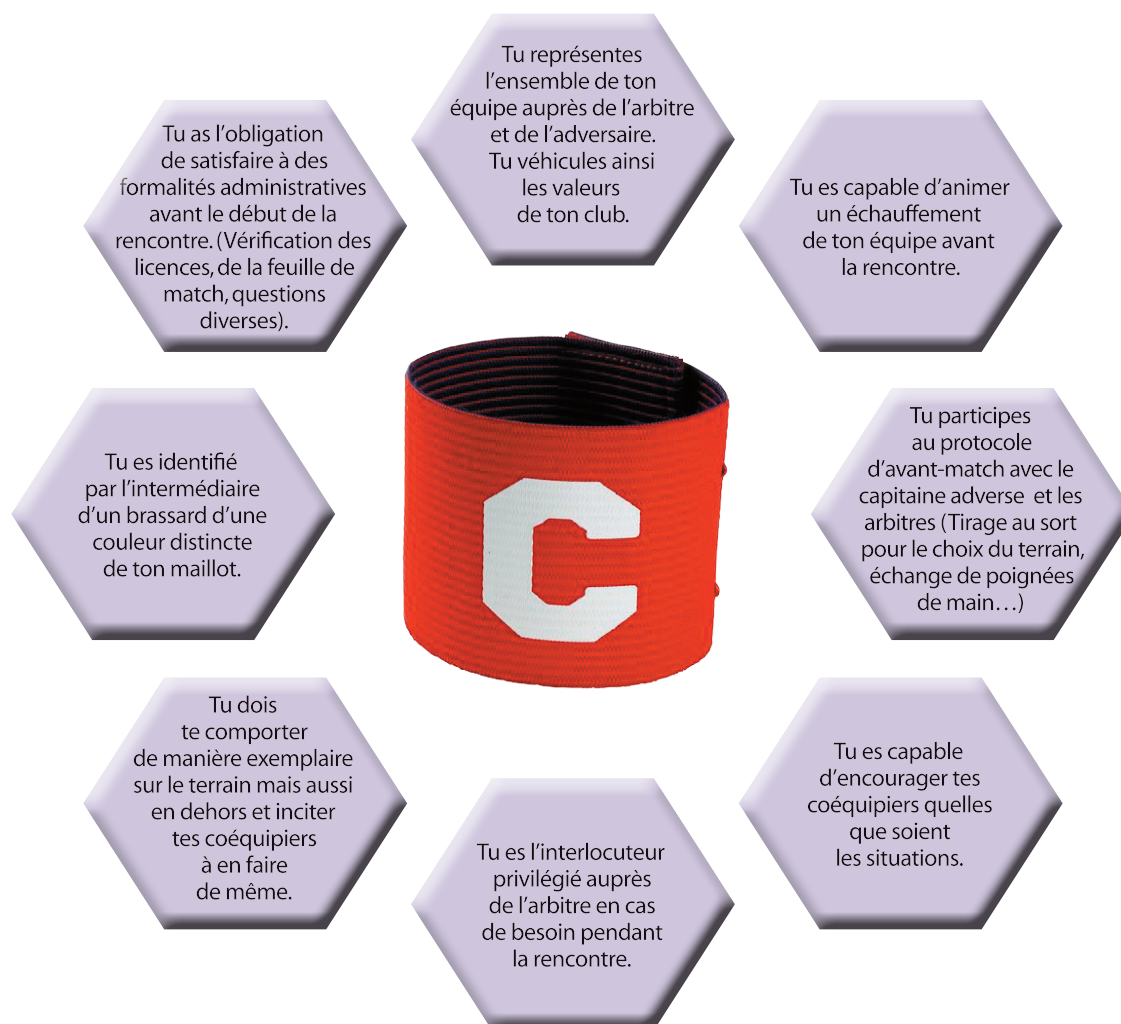 Tu représentes
l'ensemble de ton
équipe auprès de l'arbitre
et de l'adversaire.
Tu véhicules ainsi
les valeurs
de ton club.
Tu as l'obligation
de satisfaire à des
formalités administratives
avant le début de la
rencontre. (Vérification des
licences, de la feuille de
match, questions
diverses).
Tu es capable d'animer
un échauffement
de ton équipe avant
la rencontre.
Tu es identifié
par l'intermédiaire
d'un brassard d'une
couleur distincte
de ton maillot.
C
Tu participes
au protocole
d'avant-match avec le
capitaine adverse et les
arbitres (Tirage au sort
pour le choix du terrain,
échange de poignées
de main…)
Tu dois
te comporter
de manière exemplaire
sur le terrain mais aussi
en dehors et inciter
tes coéquipiers
à en faire
de même.
Tu es l'interlocuteur
privilégié auprès
de l'arbitre en cas
de besoin pendant
la rencontre.
Tu es capable
d'encourager tes
coéquipiers quelles
que soient
les situations.